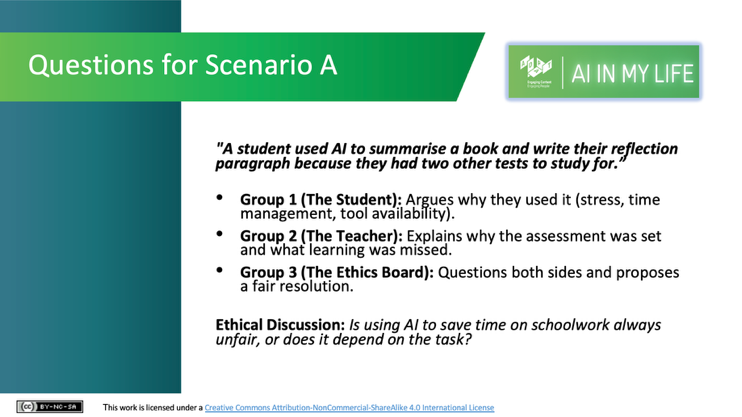 Questions for Scenario A
AI IN MY LIFE
"A student used AI to summarise a book and write their reflection
paragraph because they had two other tests to study for.”
• Group 1 (The Student): Argues why they used it (stress, time
management, tool availability).
• Group 2 (The Teacher): Explains why the assessment was set
and what learning was missed.
• Group 3 (The Ethics Board): Questions both sides and proposes
a fair resolution.
Ethical Discussion: Is using AI to save time on schoolwork always
unfair, or does it depend on the task?
cc BY-NC-SA
This work is licensed under a Creative Commons Attribution-NonCommercial-ShareAlike 4.0 International License